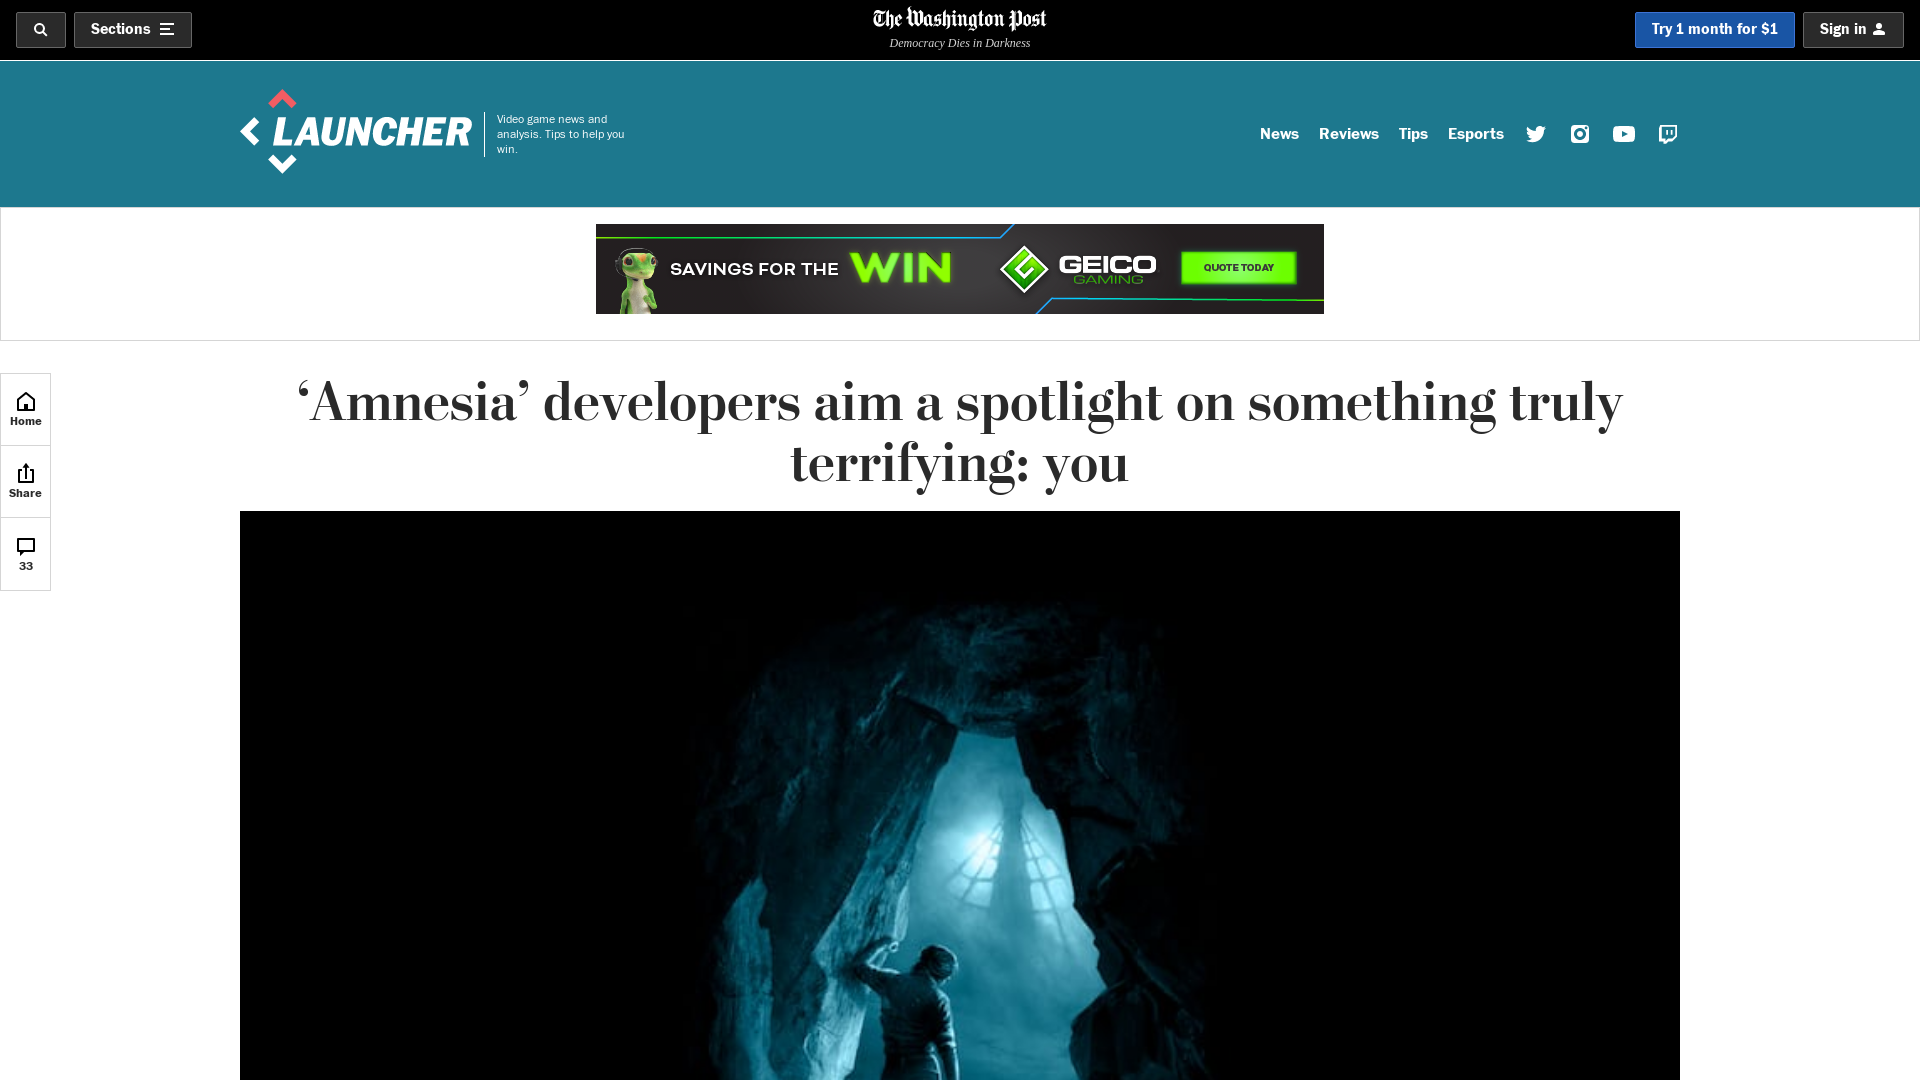 Sections
The Washington Post
Democracy Dies in Darkness
Try 1 month for $1
Sign in
LAUNCHER
Video game news and
analysis. Tips to help you
win.
News
Reviews
Tips
Esports
SAVINGS FOR THE WIN
GEICO
GAMING
QUOTE TODAY
Home
Share
33
‘Amnesia’ developers aim a spotlight on something truly
terrifying: you